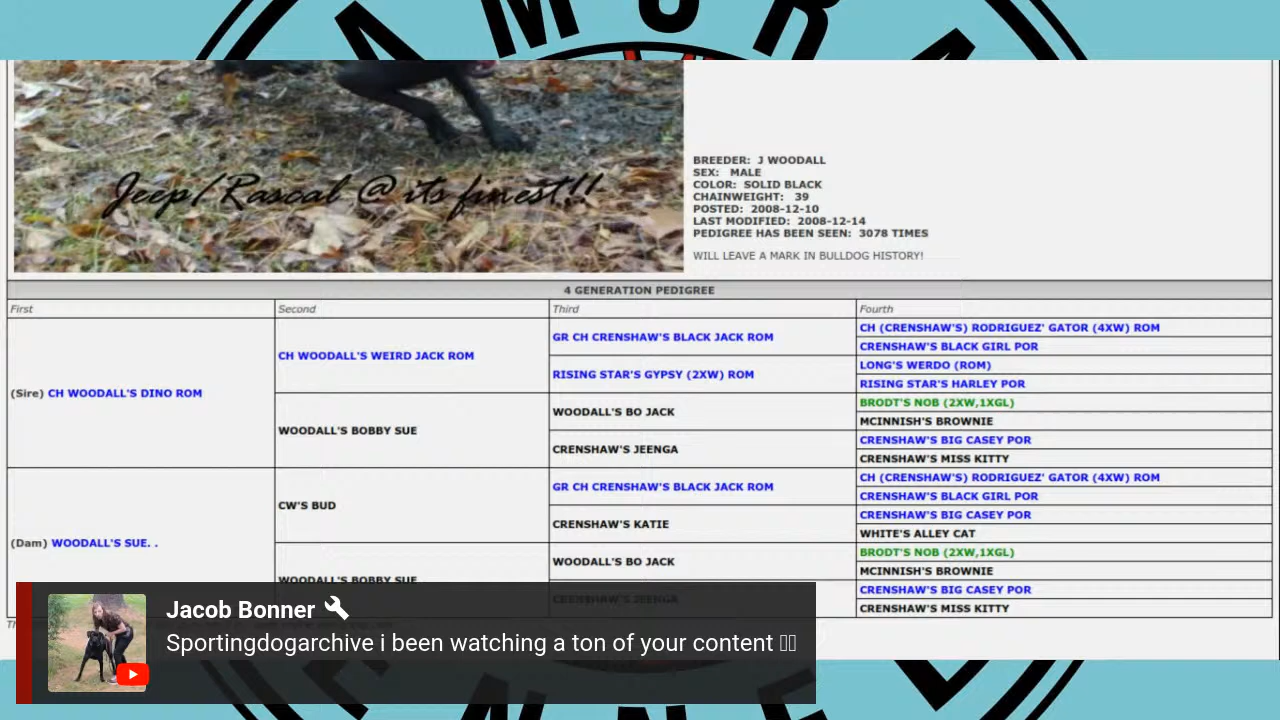 AMORA
Jeep/Rascal @ its finest!!
BREEDER: J WOODALL
SEX: MALE
COLOR: SOLID BLACK
CHAINWEIGHT: 39
POSTED: 2008-12-10
LAST MODIFIED: 2008-12-14
PEDIGREE HAS BEEN SEEN: 3078 TIMES
WILL LEAVE A MARK IN BULLDOG HISTORY!
4 GENERATION PEDIGREE
First Second Third Fourth
(Sire) CH WOODALL'S DINO ROM
CH WOODALL'S WEIRD JACK ROM
GR CH CRENSHAW'S BLACK JACK ROM
CH (CRENSHAW'S) RODRIGUEZ' GATOR (4XW) ROM
CRENSHAW'S BLACK GIRL POR
RISING STAR'S GYPSY (2XW) ROM
LONG'S WERDO (ROM)
RISING STAR'S HARLEY POR
WOODALL'S BOBBY SUE
WOODALL'S BO JACK
BRODT'S NOB (2XW,1XGL)
MCINNISH'S BROWNIE
CRENSHAW'S JEENGA
CRENSHAW'S BIG CASEY POR
CRENSHAW'S MISS KITTY
(Dam) WOODALL'S SUE. .
CW'S BUD
GR CH CRENSHAW'S BLACK JACK ROM
CH (CRENSHAW'S) RODRIGUEZ' GATOR (4XW) ROM
CRENSHAW'S BLACK GIRL POR
CRENSHAW'S KATIE
CRENSHAW'S BIG CASEY POR
WHITE'S ALLEY CAT
WOODALL'S BOBBY SUE
WOODALL'S BO JACK
BRODT'S NOB (2XW,1XGL)
MCINNISH'S BROWNIE
CRENSHAW'S JEENGA
CRENSHAW'S BIG CASEY POR
CRENSHAW'S MISS KITTY
Jacob Bonner
Sportingdogarchive i been watching a ton of your content